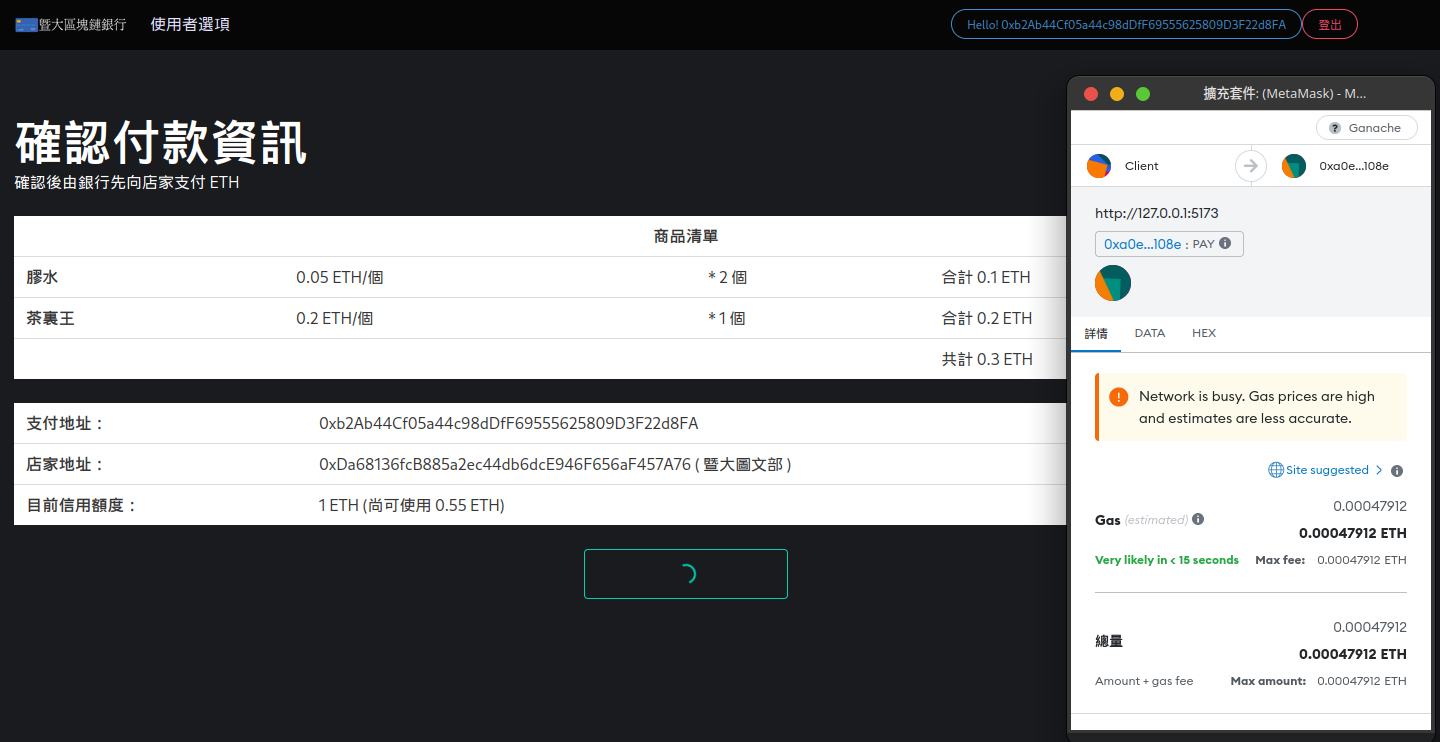 暨大區塊鏈銀行 使用者選項 Hello! 0xb2Ab44Cf05a44c98dDfF69555625809D3F22d8FA 登出
確認付款資訊
確認後由銀行先向店家支付 ETH
商品清單
膠水 0.05 ETH/個 * 2 個 合計 0.1 ETH
茶裏王 0.2 ETH/個 * 1 個 合計 0.2 ETH
共計 0.3 ETH
支付地址： 0xb2Ab44Cf05a44c98dDfF69555625809D3F22d8FA
店家地址： 0xDa68136fcB885a2ec44db6dcE946F656aF457A76 ( 暨大圖文部 )
目前信用額度： 1 ETH (尚可使用 0.55 ETH)
擴充套件: (MetaMask) - M...
? Ganache
Client 0xa0e...108e
http://127.0.0.1:5173
0xa0e...108e : PAY
詳情 DATA HEX
Network is busy. Gas prices are high
and estimates are less accurate.
Site suggested >
0.00047912
Gas (estimated) 0.00047912 ETH
Very likely in < 15 seconds Max fee: 0.00047912 ETH
0.00047912
總量 0.00047912 ETH
Amount + gas fee Max amount: 0.00047912 ETH